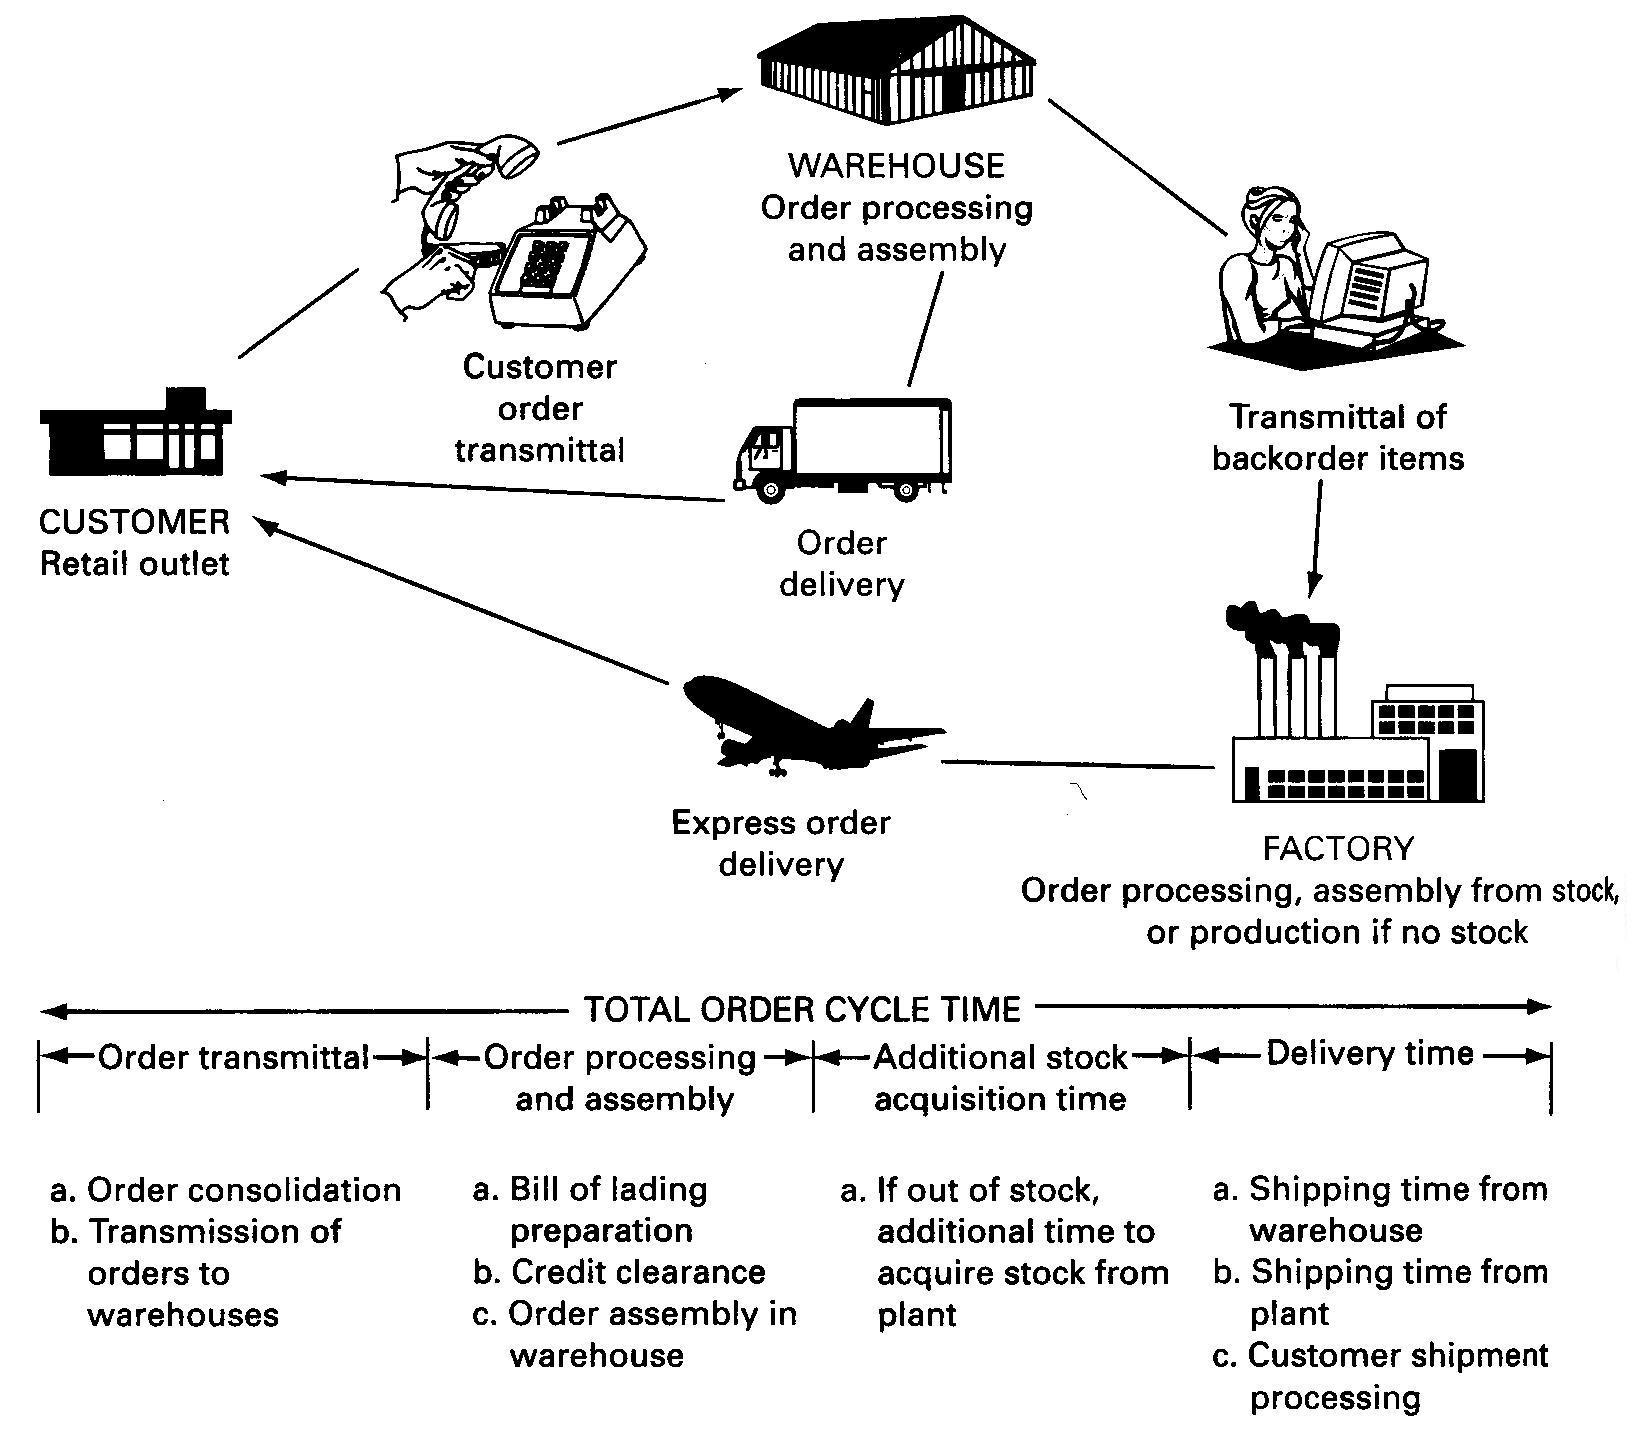 WAREHOUSE
Order processing
and assembly
Customer
order
transmittal
Transmittal of
backorder items
CUSTOMER
Retail outlet
Order
delivery
Express order
delivery
FACTORY
Order processing, assembly from stock,
or production if no stock
TOTAL ORDER CYCLE TIME
Order transmittal
Order processing
and assembly
Additional stock
acquisition time
Delivery time
a. Order consolidation
b. Transmission of
orders to
warehouses
a. Bill of lading
preparation
b. Credit clearance
c. Order assembly in
warehouse
a. If out of stock,
additional time to
acquire stock from
plant
a. Shipping time from
warehouse
b. Shipping time from
plant
c. Customer shipment
processing